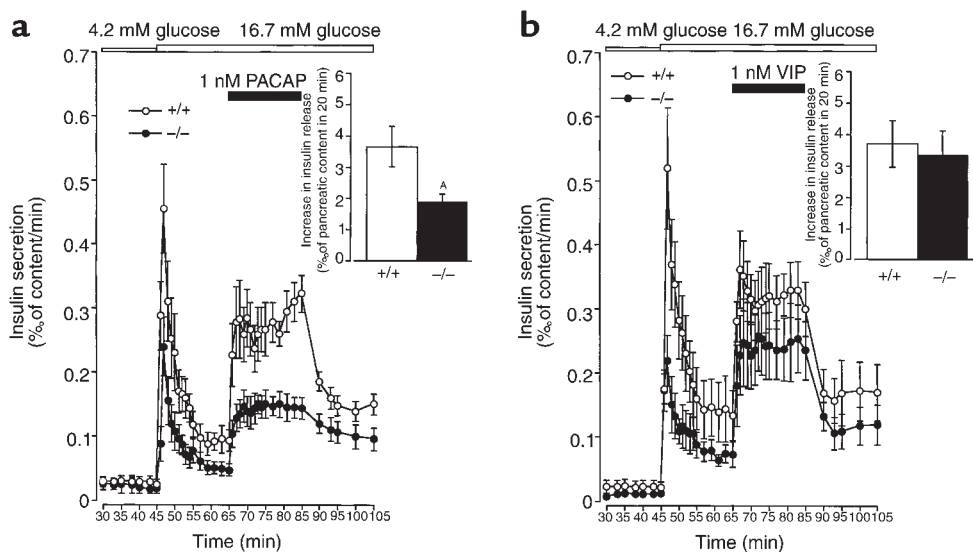 a
4.2 mM glucose 16.7 mM glucose
0.7
0.6
0.5
0.4
0.3
0.2
0.1
0
Insulin secretion
(‰ of content/min)
+/+
–/–
1 nM PACAP
Increase in insulin release
(‰of pancreatic content in 20 min)
6
5
4
3
2
1
0
A
+/+ –/–
30 35 40 45 50 55 60 65 70 75 80 85 90 95 100 105
Time (min)
b
4.2 mM glucose 16.7 mM glucose
0.7
0.6
0.5
0.4
0.3
0.2
0.1
0
Insulin secretion
(‰ of content/min)
+/+
–/–
1 nM VIP
Increase in insulin release
(‰of pancreatic content in 20 min)
6
5
4
3
2
1
0
+/+ –/–
30 35 40 45 50 55 60 65 70 75 80 85 90 95 100 105
Time (min)